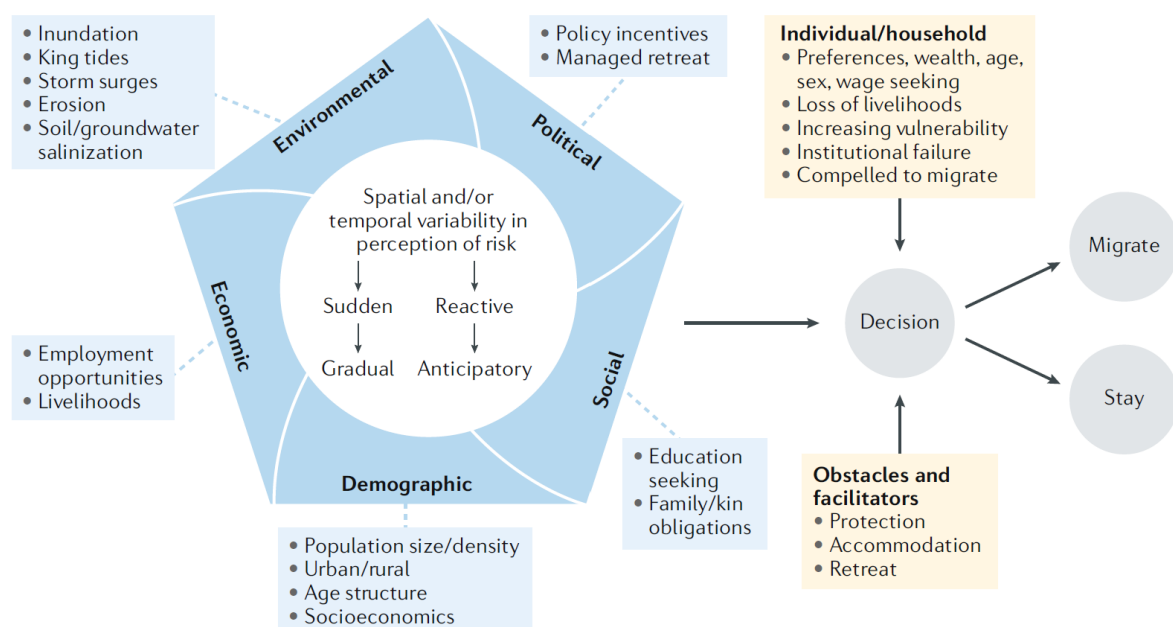 • Inundation
• King tides
• Storm surges
• Erosion
• Soil/groundwater
salinization
Environmental
• Policy incentives
• Managed retreat
Political
Individual/household
• Preferences, wealth, age,
sex, wage seeking
• Loss of livelihoods
• Increasing vulnerability
• Institutional failure
• Compelled to migrate
Spatial and/or
temporal variability in
perception of risk
Sudden
Reactive
Gradual
Anticipatory
Economic
• Employment
opportunities
• Livelihoods
Social
• Education
seeking
• Family/kin
obligations
Demographic
• Population size/density
• Urban/rural
• Age structure
• Socioeconomics
Decision
Migrate
Stay
Obstacles and
facilitators
• Protection
• Accommodation
• Retreat